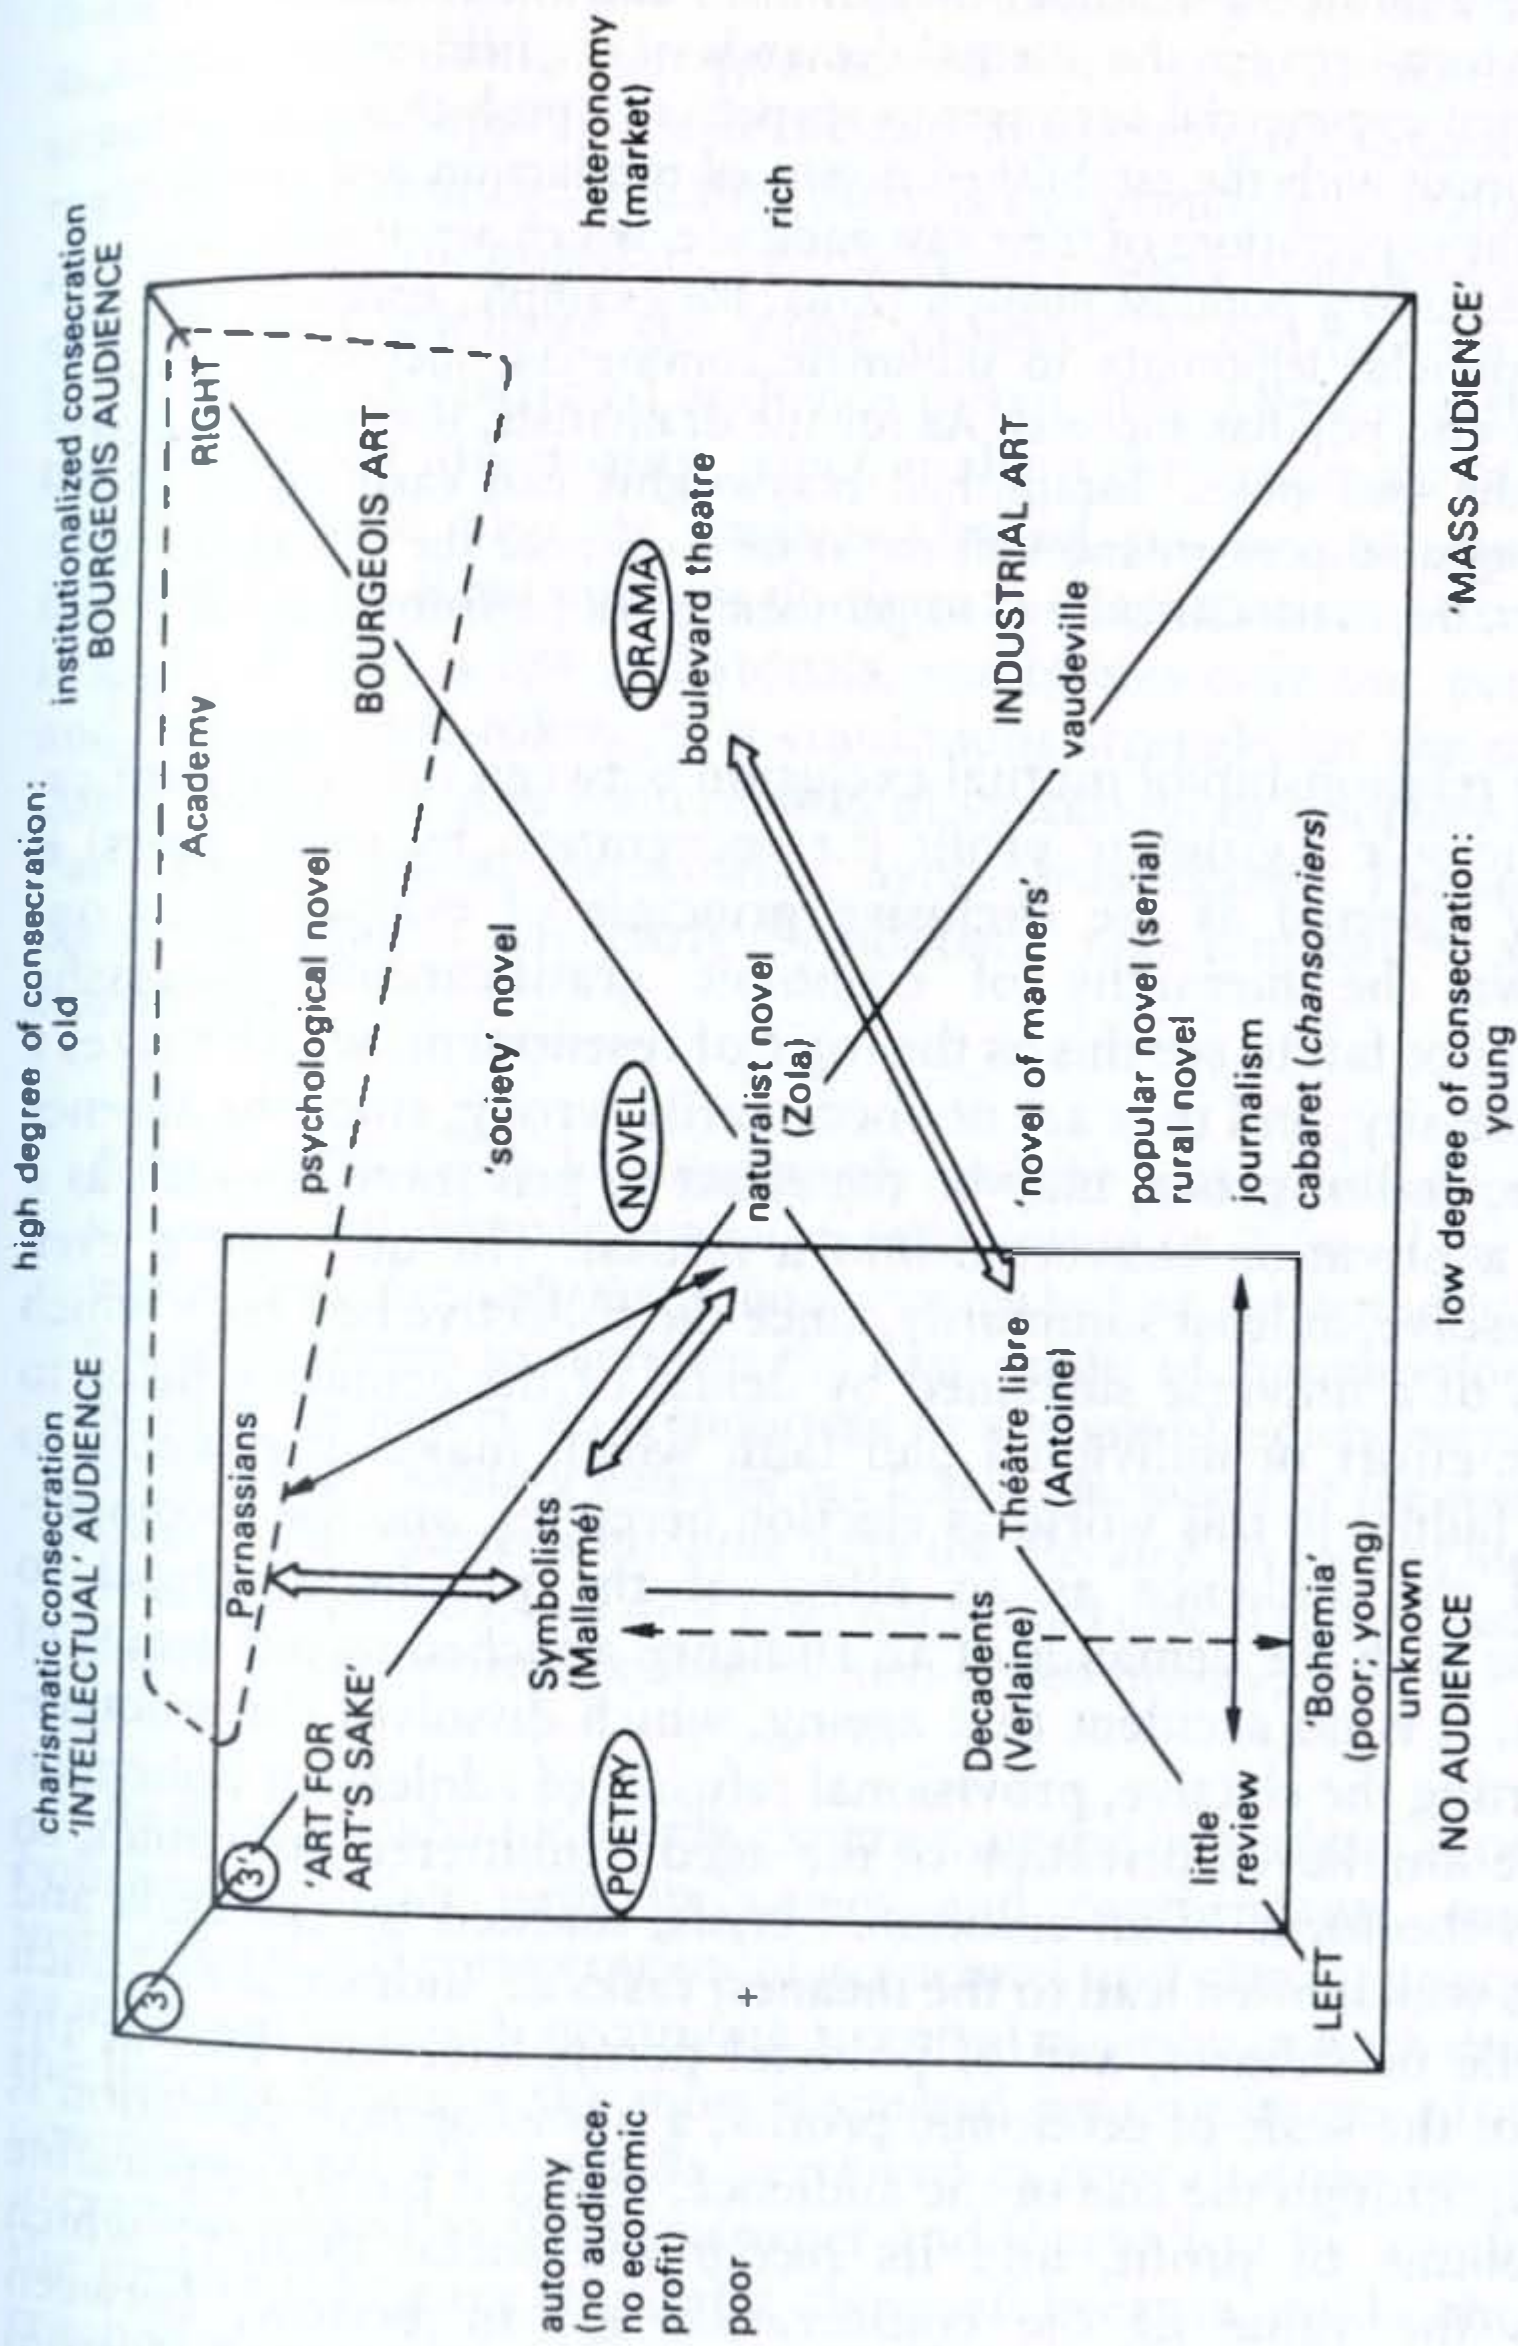 high degree of consecration:
old
charismatic consecration
'INTELLECTUAL' AUDIENCE
institutionalized consecration
BOURGEOIS AUDIENCE
3
3'
Academy
RIGHT
Parnassians
psychological novel
'ART FOR
ART'S SAKE'
BOURGEOIS ART
'society' novel
Symbolists
(Mallarmé)
autonomy
(no audience,
no economic
profit)
poor
heteronomy
(market)
rich
POETRY
NOVEL
DRAMA
boulevard theatre
+
naturalist novel
(Zola)
Decadents
(Verlaine)
Théâtre libre
(Antoine)
'novel of manners'
INDUSTRIAL ART
vaudeville
popular novel (serial)
rural novel
little
review
journalism
cabaret (chansonniers)
LEFT
'Bohemia'
(poor; young)
unknown
NO AUDIENCE
low degree of consecration:
young
'MASS AUDIENCE'